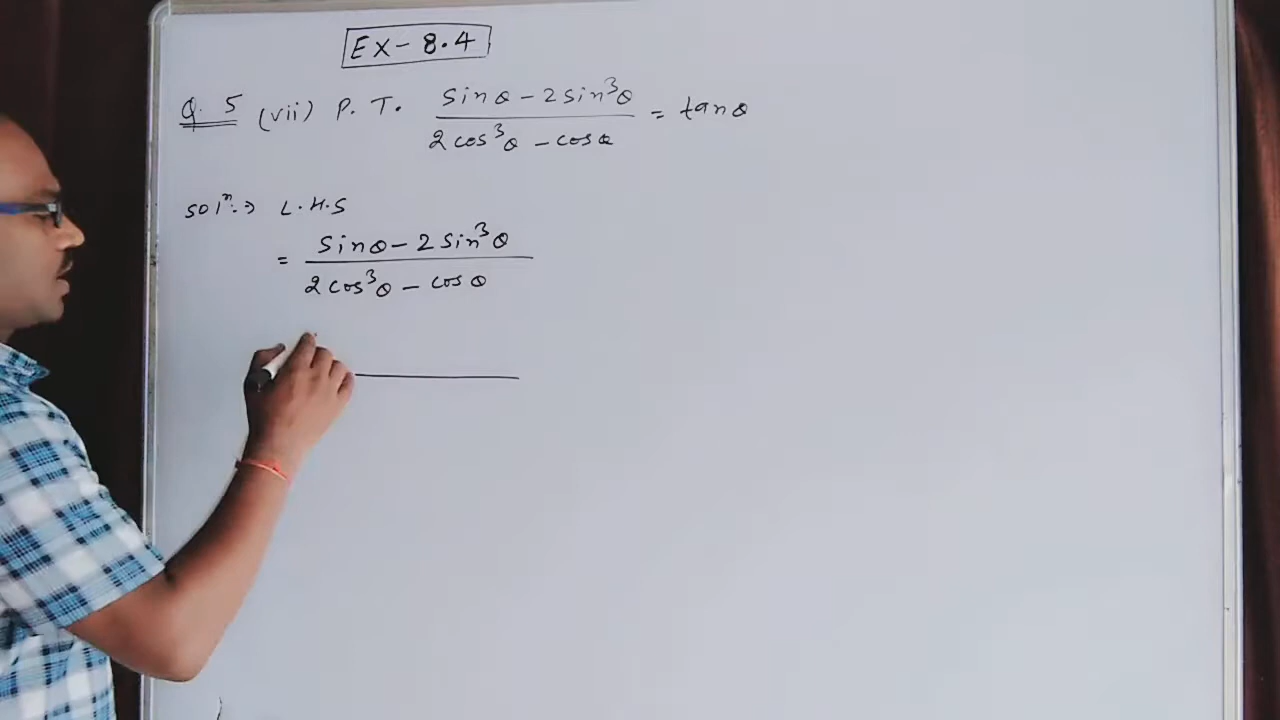 EX - 8.4
Q. 5 (vii) P. T. (sinθ - 2sin³θ)/(2cos³θ - cosθ) = tanθ
Solⁿ:-> L.H.S
= (sinθ - 2sin³θ)/(2cos³θ - cosθ)